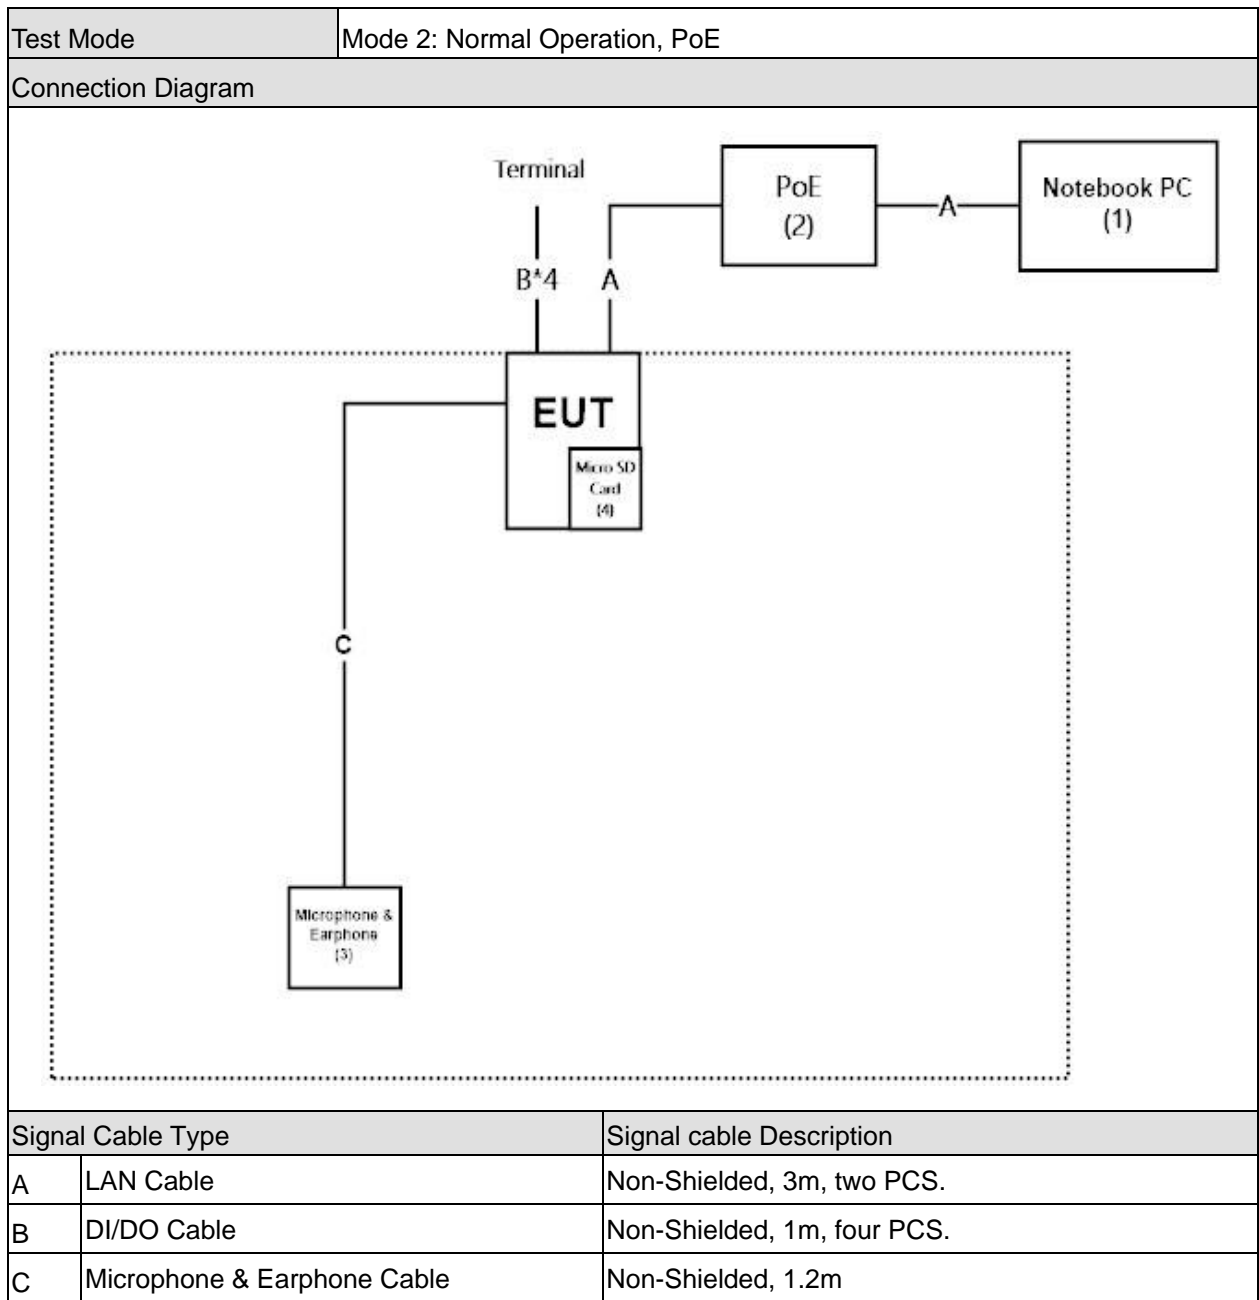 Test Mode Mode 2: Normal Operation, PoE
Connection Diagram
Terminal
PoE
(2)
Notebook PC
(1)
A
B*4
A
EUT
Micro SD
Card
(4)
C
Microphone &
Earphone
(3)
Signal Cable Type Signal cable Description
A LAN Cable Non-Shielded, 3m, two PCS.
B DI/DO Cable Non-Shielded, 1m, four PCS.
C Microphone & Earphone Cable Non-Shielded, 1.2m